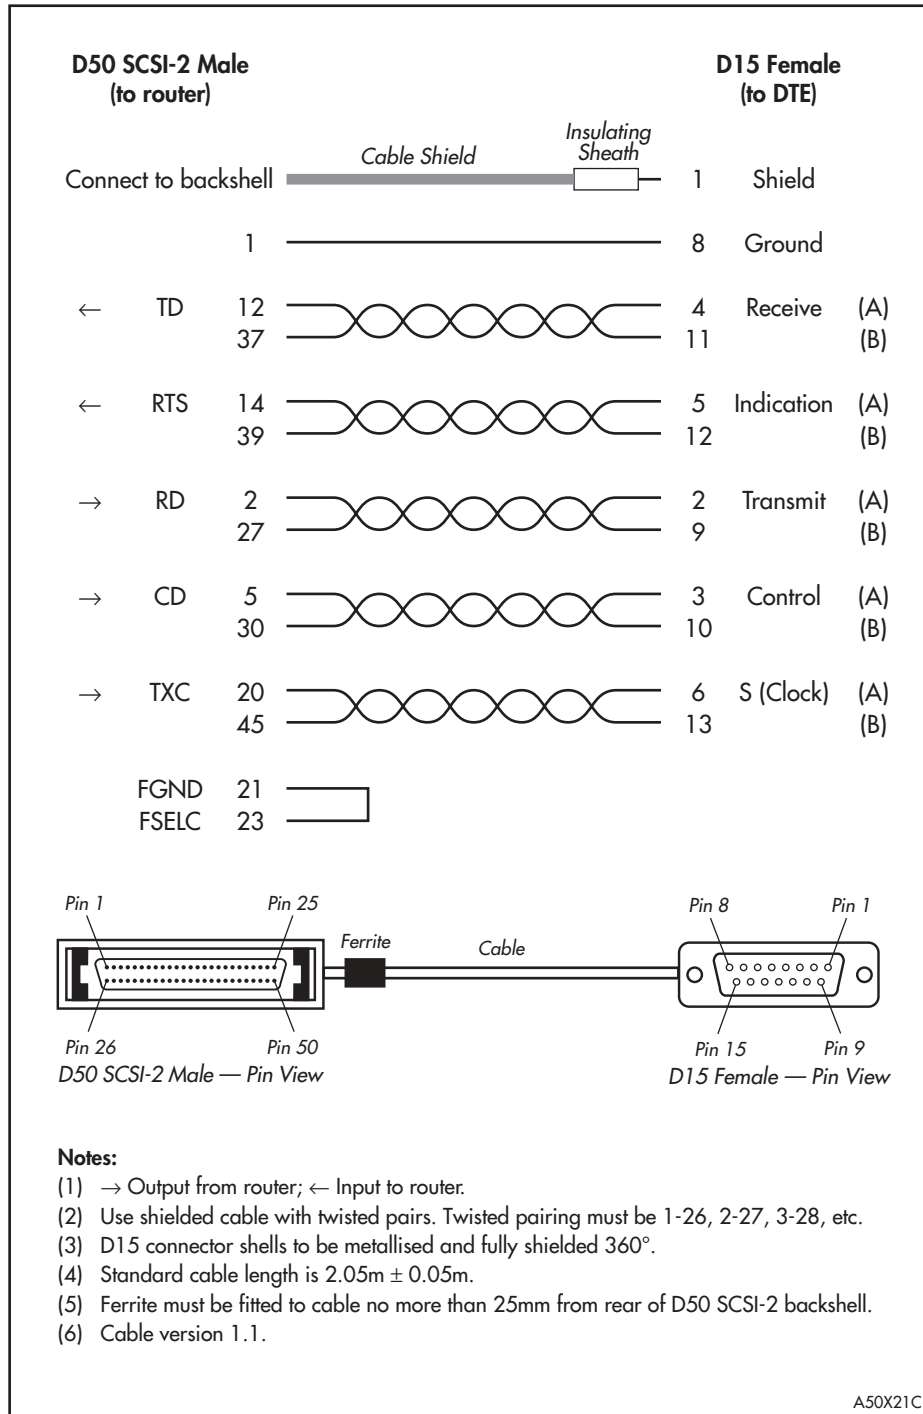 D50 SCSI-2 Male
(to router)
D15 Female
(to DTE)
Cable Shield
Insulating
Sheath
Connect to backshell 1 Shield
1 8 Ground
← TD 12 4 Receive (A)
37 11 (B)
← RTS 14 5 Indication (A)
39 12 (B)
→ RD 2 2 Transmit (A)
27 9 (B)
→ CD 5 3 Control (A)
30 10 (B)
→ TXC 20 6 S (Clock) (A)
45 13 (B)
FGND 21
FSELC 23
Pin 1 Pin 25
Pin 8 Pin 1
Ferrite
Cable
Pin 26 Pin 50
D50 SCSI-2 Male — Pin View
Pin 15 Pin 9
D15 Female — Pin View
Notes:
(1) → Output from router; ← Input to router.
(2) Use shielded cable with twisted pairs. Twisted pairing must be 1-26, 2-27, 3-28, etc.
(3) D15 connector shells to be metallised and fully shielded 360°.
(4) Standard cable length is 2.05m ± 0.05m.
(5) Ferrite must be fitted to cable no more than 25mm from rear of D50 SCSI-2 backshell.
(6) Cable version 1.1.
A50X21C